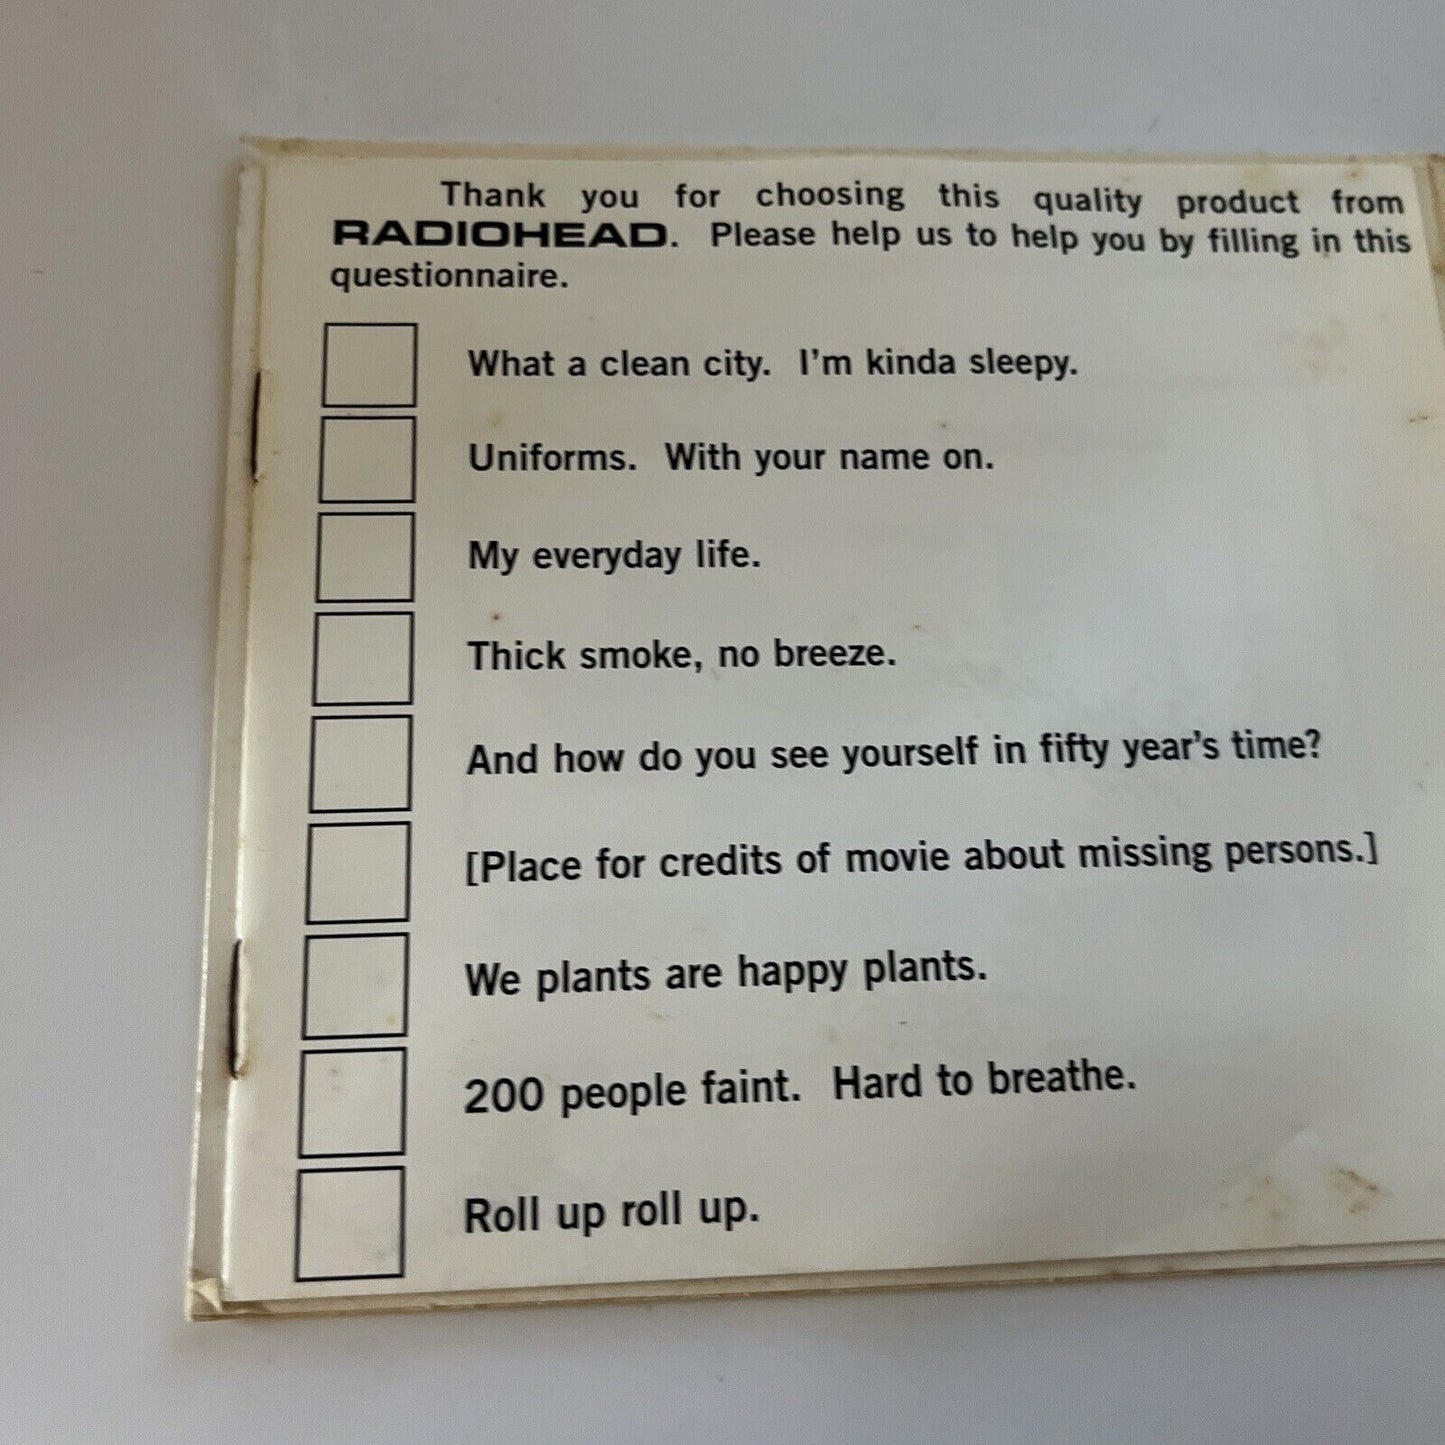 Thank you for choosing this quality product from
RADIOHEAD. Please help us to help you by filling in this
questionnaire.
What a clean city. I'm kinda sleepy.
Uniforms. With your name on.
My everyday life.
Thick smoke, no breeze.
And how do you see yourself in fifty year's time?
[Place for credits of movie about missing persons.]
We plants are happy plants.
200 people faint. Hard to breathe.
Roll up roll up.